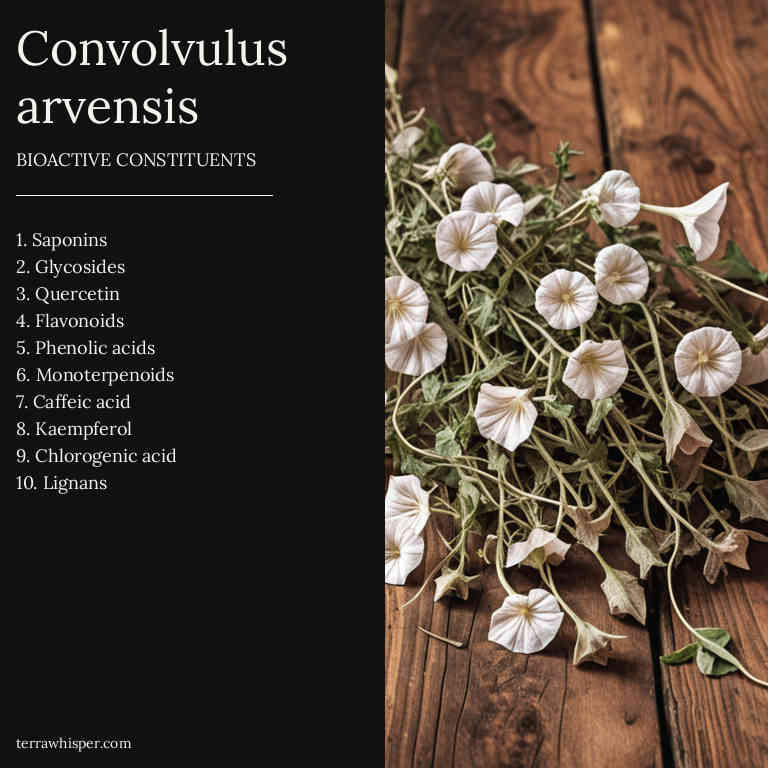 Convolvulus
arvensis
BIOACTIVE CONSTITUENTS
1. Saponins
2. Glycosides
3. Quercetin
4. Flavonoids
5. Phenolic acids
6. Monoterpenoids
7. Caffeic acid
8. Kaempferol
9. Chlorogenic acid
10. Lignans
terrawhisper.com